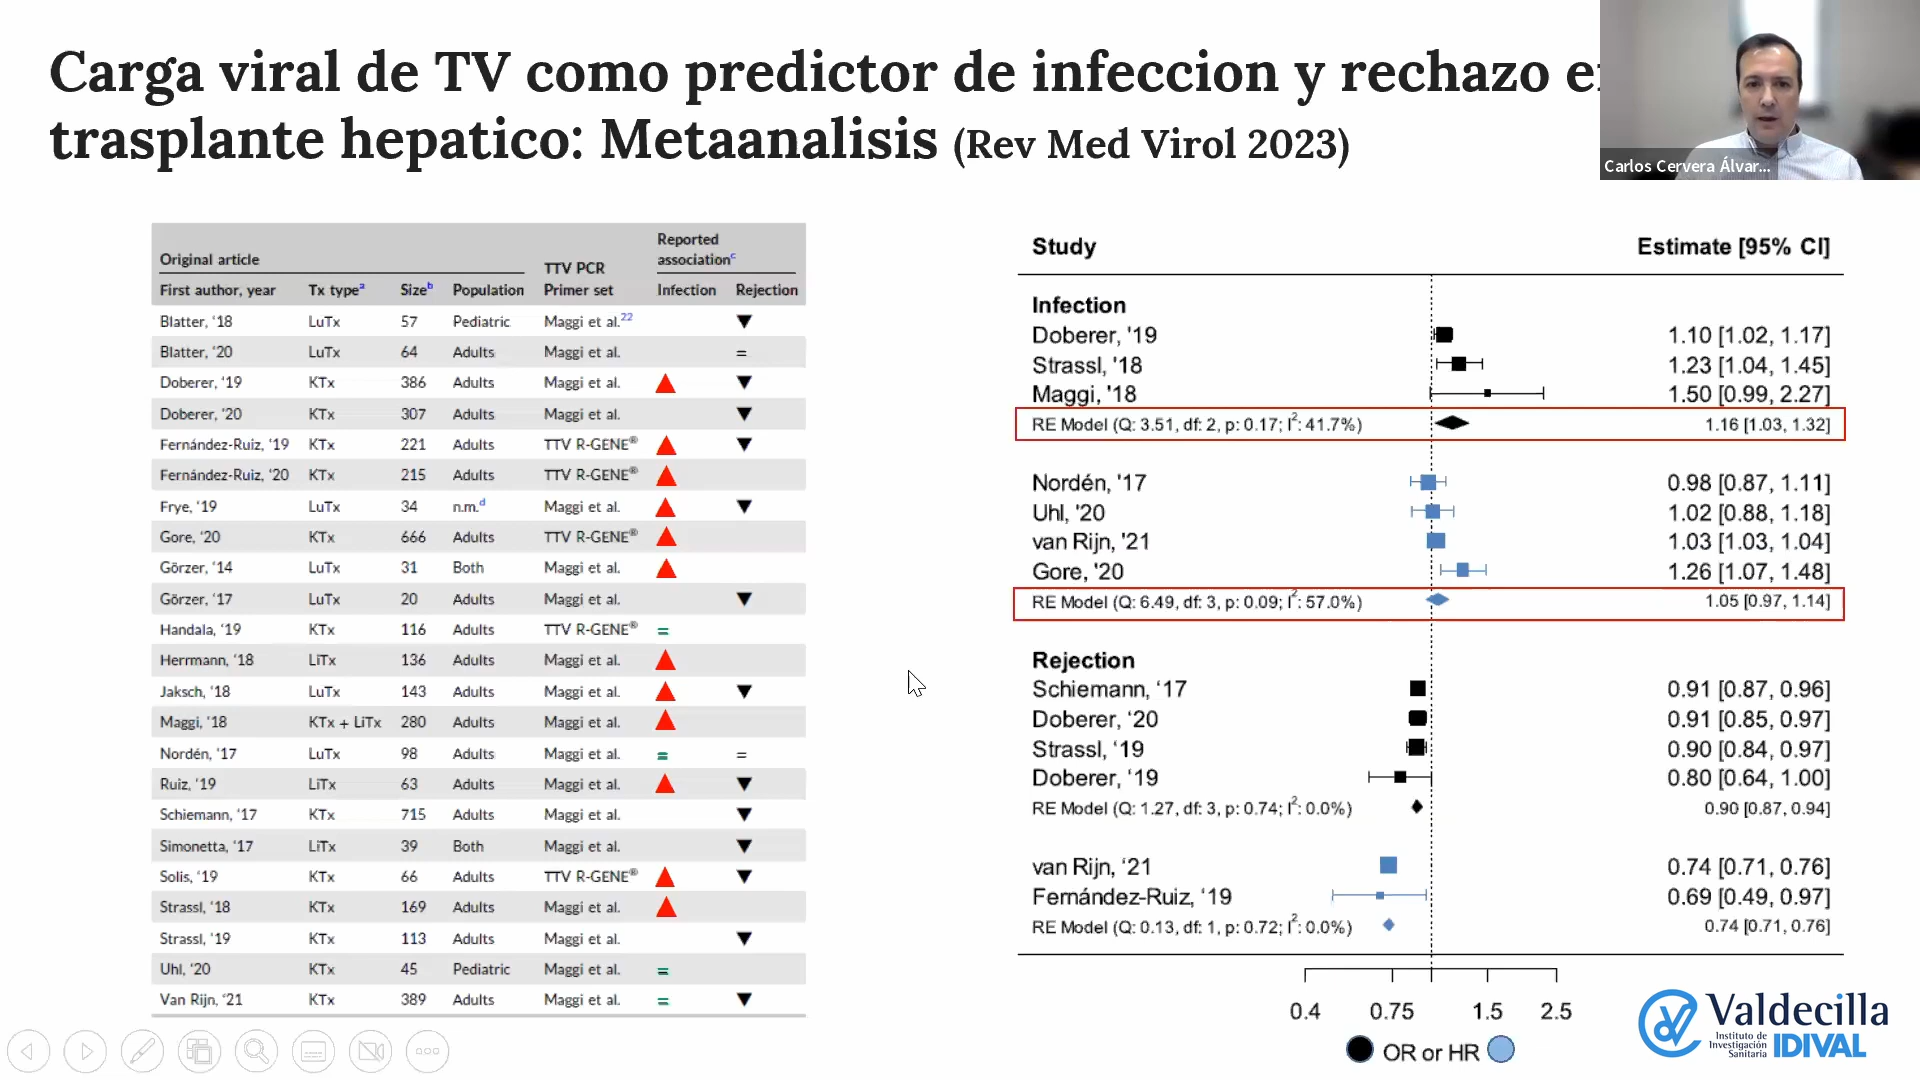 Carga viral de TV como predictor de infeccion y rechazo
trasplante hepatico: Metaanalisis (Rev Med Virol 2023)
Carlos Cervera Álvar...
Reported
Original article association^c
TTV PCR
First author, year Tx type^a Size^b Population Primer set Infection Rejection
Blatter, '18 LuTx 57 Pediatric Maggi et al.^22 ▼
Blatter, '20 LuTx 64 Adults Maggi et al. =
Doberer, '19 KTx 386 Adults Maggi et al. ▲ ▼
Doberer, '20 KTx 307 Adults Maggi et al. ▼
Fernández-Ruiz, '19 KTx 221 Adults TTV R-GENE® ▲ ▼
Fernández-Ruiz, '20 KTx 215 Adults TTV R-GENE® ▲
Frye, '19 LuTx 34 n.m.^d Maggi et al. ▲ ▼
Gore, '20 KTx 666 Adults TTV R-GENE® ▲
Görzer, '14 LuTx 31 Both Maggi et al. ▲
Görzer, '17 LuTx 20 Adults Maggi et al. ▼
Handala, '19 KTx 116 Adults TTV R-GENE® =
Herrmann, '18 LiTx 136 Adults Maggi et al. ▲
Jaksch, '18 LuTx 143 Adults Maggi et al. ▲ ▼
Maggi, '18 KTx + LiTx 280 Adults Maggi et al. ▲
Nordén, '17 LuTx 98 Adults Maggi et al. = =
Ruiz, '19 LiTx 63 Adults Maggi et al. ▲ ▼
Schiemann, '17 KTx 715 Adults Maggi et al. ▼
Simonetta, '17 LiTx 39 Both Maggi et al. ▼
Solis, '19 KTx 66 Adults TTV R-GENE® ▲ ▼
Strassl, '18 KTx 169 Adults Maggi et al. ▲
Strassl, '19 KTx 113 Adults Maggi et al. ▼
Uhl, '20 KTx 45 Pediatric Maggi et al. =
Van Rijn, '21 KTx 389 Adults Maggi et al. = ▼
Study Estimate [95% CI]
Infection
Doberer, '19 1.10 [1.02, 1.17]
Strassl, '18 1.23 [1.04, 1.45]
Maggi, '18 1.50 [0.99, 2.27]
RE Model (Q: 3.51, df: 2, p: 0.17; I²: 41.7%) 1.16 [1.03, 1.32]
Nordén, '17 0.98 [0.87, 1.11]
Uhl, '20 1.02 [0.88, 1.18]
van Rijn, '21 1.03 [1.03, 1.04]
Gore, '20 1.26 [1.07, 1.48]
RE Model (Q: 6.49, df: 3, p: 0.09; I²: 57.0%) 1.05 [0.97, 1.14]
Rejection
Schiemann, '17 0.91 [0.87, 0.96]
Doberer, '20 0.91 [0.85, 0.97]
Strassl, '19 0.90 [0.84, 0.97]
Doberer, '19 0.80 [0.64, 1.00]
RE Model (Q: 1.27, df: 3, p: 0.74; I²: 0.0%) 0.90 [0.87, 0.94]
van Rijn, '21 0.74 [0.71, 0.76]
Fernández-Ruiz, '19 0.69 [0.49, 0.97]
RE Model (Q: 0.13, df: 1, p: 0.72; I²: 0.0%) 0.74 [0.71, 0.76]
0.4 0.75 1.5 2.5
OR or HR
Valdecilla
Instituto de
Investigación
Sanitaria
IDIVAL